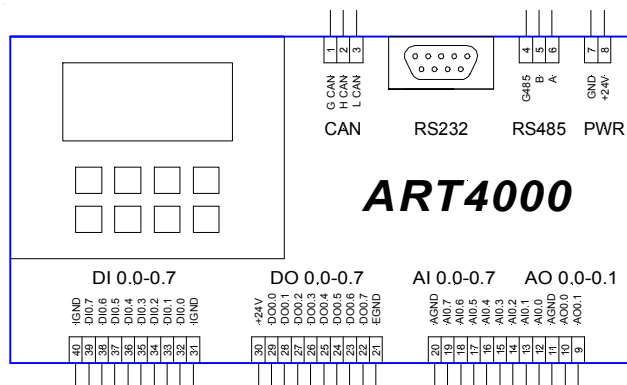 1 2 3
G CAN
H CAN
L CAN
CAN
RS232
4 5 6
G485
B-
A-
RS485
7 8
GND
+24V-
PWR
ART4000
DI 0.0-0.7
IGND
DI0.7
DI0.6
DI0.5
DI0.4
DI0.3
DI0.2
DI0.1
DI0.0
IGND
40 39 38 37 36 35 34 33 32 31
DO 0.0-0.7
+24V
DO0.0
DO0.1
DO0.2
DO0.3
DO0.4
DO0.5
DO0.6
DO0.7
EGND
30 29 28 27 26 25 24 23 22 21
AI 0.0-0.7
AO 0.0-0.1
AGND
AI0.7
AI0.6
AI0.5
AI0.4
AI0.3
AI0.2
AI0.1
AI0.0
AGND
AO0.0
AO0.1
20 19 18 17 16 15 14 13 12 11 10 9